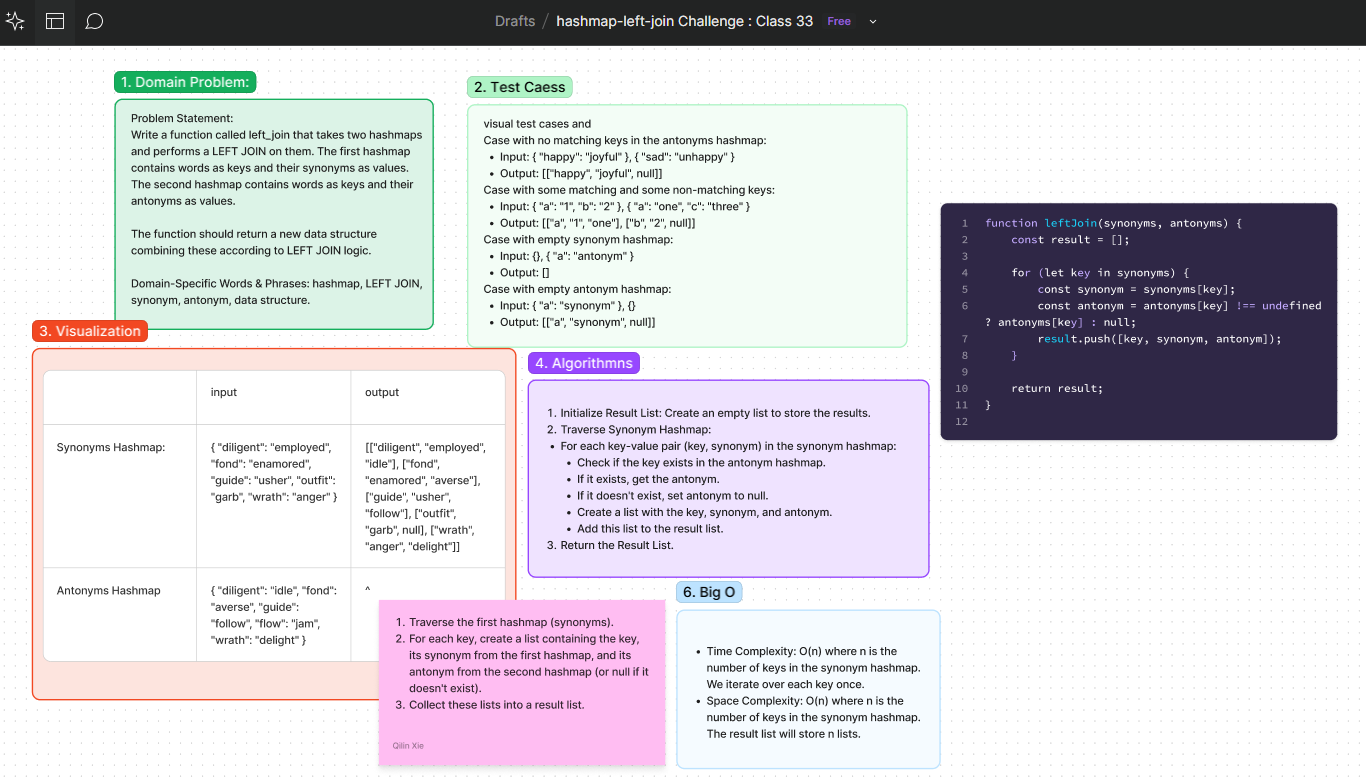 Drafts / hashmap-left-join Challenge : Class 33 Free
1. Domain Problem:
Problem Statement:
Write a function called left_join that takes two hashmaps
and performs a LEFT JOIN on them. The first hashmap
contains words as keys and their synonyms as values.
The second hashmap contains words as keys and their
antonyms as values.
The function should return a new data structure
combining these according to LEFT JOIN logic.
Domain-Specific Words & Phrases: hashmap, LEFT JOIN,
synonym, antonym, data structure.
2. Test Caess
visual test cases and
Case with no matching keys in the antonyms hashmap:
• Input: { "happy": "joyful" }, { "sad": "unhappy" }
• Output: [["happy", "joyful", null]]
Case with some matching and some non-matching keys:
• Input: { "a": "1", "b": "2" }, { "a": "one", "c": "three" }
• Output: [["a", "1", "one"], ["b", "2", null]]
Case with empty synonym hashmap:
• Input: {}, { "a": "antonym" }
• Output: []
Case with empty antonym hashmap:
• Input: { "a": "synonym" }, {}
• Output: [["a", "synonym", null]]
3. Visualization
input
output
Synonyms Hashmap:
{ "diligent": "employed",
"fond": "enamored",
"guide": "usher", "outfit":
"garb", "wrath": "anger" }
[["diligent", "employed",
"idle"], ["fond",
"enamored", "averse"],
["guide", "usher",
"follow"], ["outfit",
"garb", null], ["wrath",
"anger", "delight"]]
Antonyms Hashmap
{ "diligent": "idle", "fond":
"averse", "guide":
"follow", "flow": "jam",
"wrath": "delight" }
^
1. Traverse the first hashmap (synonyms).
2. For each key, create a list containing the key,
its synonym from the first hashmap, and its
antonym from the second hashmap (or null if it
doesn't exist).
3. Collect these lists into a result list.
Qilin Xie
4. Algorithmns
1. Initialize Result List: Create an empty list to store the results.
2. Traverse Synonym Hashmap:
• For each key-value pair (key, synonym) in the synonym hashmap:
• Check if the key exists in the antonym hashmap.
• If it exists, get the antonym.
• If it doesn't exist, set antonym to null.
• Create a list with the key, synonym, and antonym.
• Add this list to the result list.
3. Return the Result List.
1 function leftJoin(synonyms, antonyms) {
2 const result = [];
3
4 for (let key in synonyms) {
5 const synonym = synonyms[key];
6 const antonym = antonyms[key] !== undefined
? antonyms[key] : null;
7 result.push([key, synonym, antonym]);
8 }
9
10 return result;
11 }
12
6. Big O
• Time Complexity: O(n) where n is the
number of keys in the synonym hashmap.
We iterate over each key once.
• Space Complexity: O(n) where n is the
number of keys in the synonym hashmap.
The result list will store n lists.